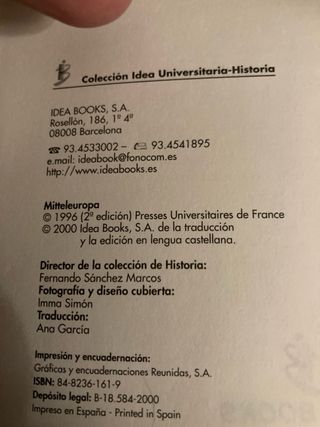 Colección Idea Universitaria-Historia
IDEA BOOKS, S.A.
Rosellón, 186, 1º 4ª
08008 Barcelona
☎ 93.4533002 – 93.4541895
e.mail: ideabook@fonocom.es
http://www.ideabooks.es
Mitteleuropa
© 1996 (2ª edición) Presses Universitaires de France
© 2000 Idea Books, S.A. de la traducción
y la edición en lengua castellana.
Director de la colección de Historia:
Fernando Sánchez Marcos
Fotografía y diseño cubierta:
Imma Simón
Traducción:
Ana García
Impresión y encuadernación:
Gráficas y encuadernaciones Reunidas, S.A.
ISBN: 84-8236-161-9
Depósito legal: B-18.584-2000
Impreso en España - Printed in Spain